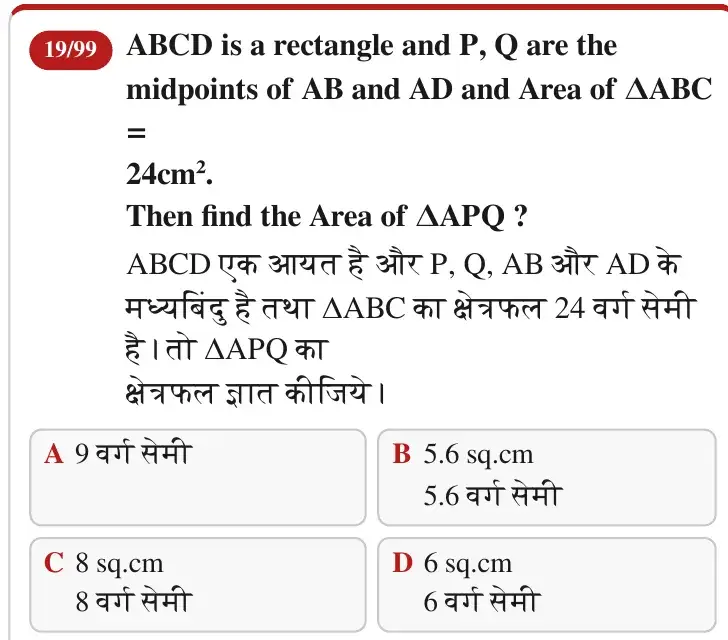 19/99 ABCD is a rectangle and P, Q are the
midpoints of AB and AD and Area of ΔABC
=
24cm².
Then find the Area of ΔAPQ ?
ABCD एक आयत है और P, Q, AB और AD के
मध्यबिंदु है तथा ΔABC का क्षेत्रफल 24 वर्ग सेमी
है। तो ΔAPQ का
क्षेत्रफल ज्ञात कीजिये।
A 9 वर्ग सेमी
B 5.6 sq.cm
5.6 वर्ग सेमी
C 8 sq.cm
8 वर्ग सेमी
D 6 sq.cm
6 वर्ग सेमी